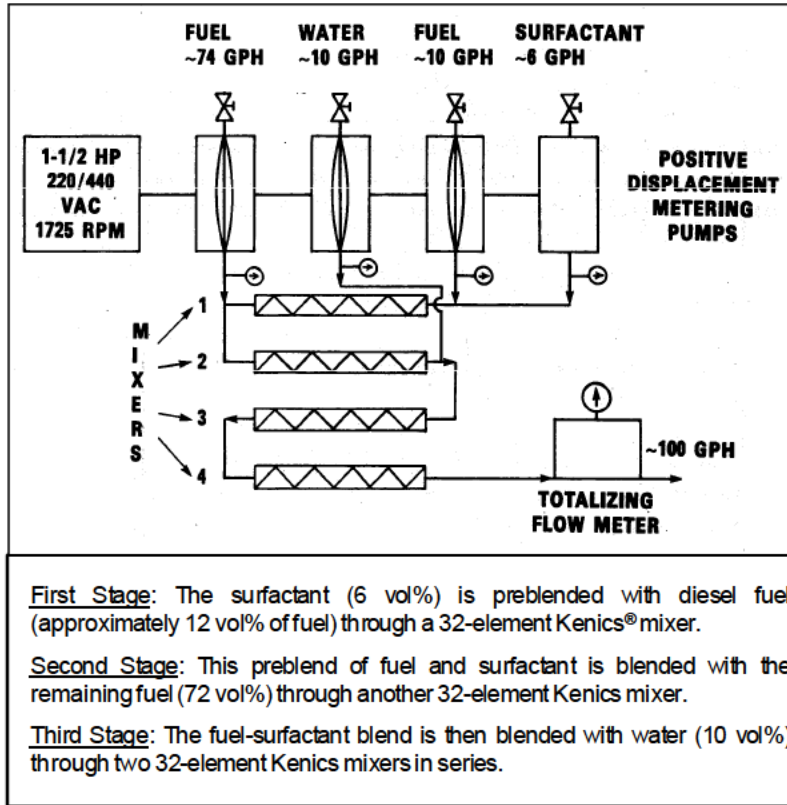 FUEL WATER FUEL SURFACTANT
~74 GPH ~10 GPH ~10 GPH ~6 GPH
1-1/2 HP
220/440
VAC
1725 RPM
POSITIVE
DISPLACEMENT
METERING
PUMPS
MIXERS
1
2
3
4
~100 GPH
TOTALIZING
FLOW METER
First Stage: The surfactant (6 vol%) is preblended with diesel fuel
(approximately 12 vol% of fuel) through a 32-element Kenics® mixer.
Second Stage: This preblend of fuel and surfactant is blended with the
remaining fuel (72 vol%) through another 32-element Kenics mixer.
Third Stage: The fuel-surfactant blend is then blended with water (10 vol%)
through two 32-element Kenics mixers in series.